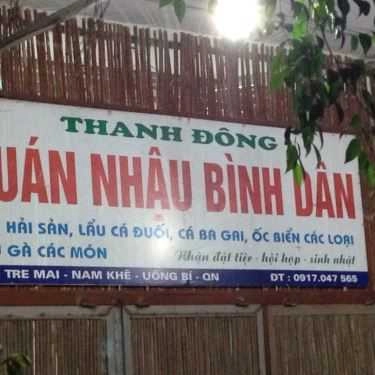 THANH ĐÔNG
UÁN NHẬU BÌNH DÂN
HẢI SẢN, LẨU CÁ ĐUỐI, CÁ BA GAI, ỐC BIỂN CÁC LOẠI
GÀ CÁC MÓN
Nhận đặt tiệc - hội họp - sinh nhật
TRE MAI - NAM KHÊ - UÔNG BÍ - QN
ĐT : 0917.047 565